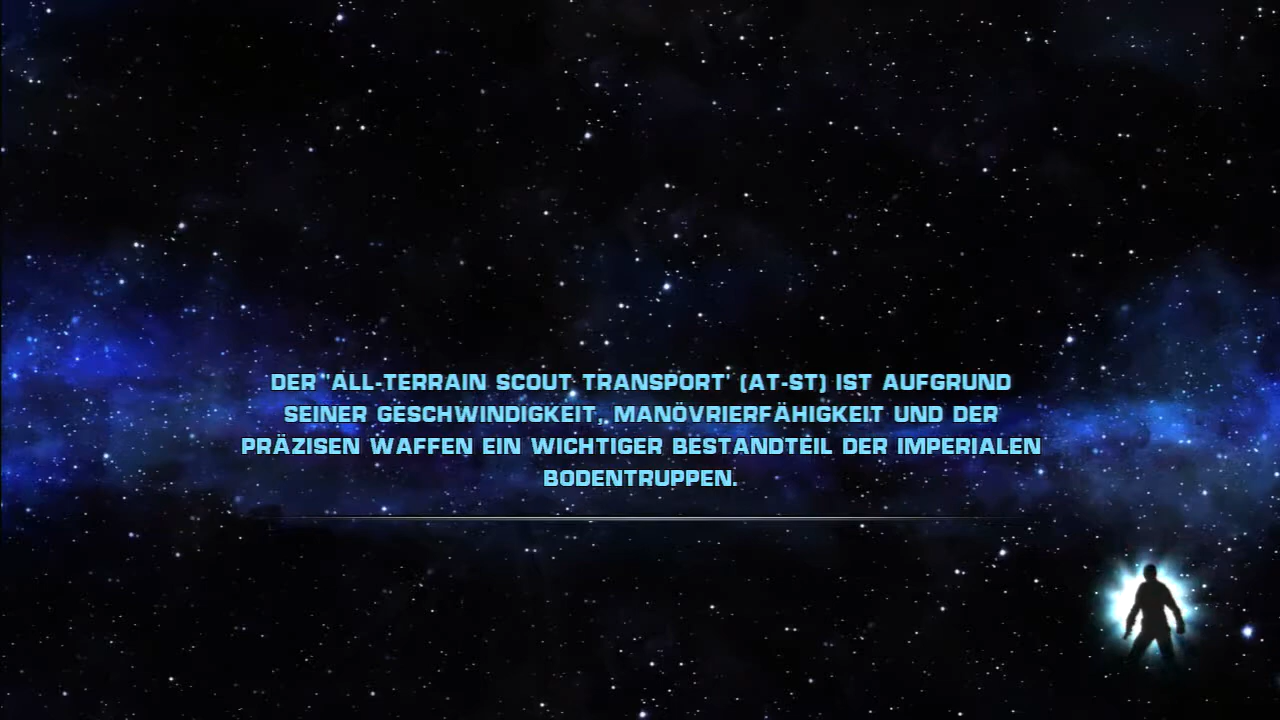 DER "ALL-TERRAIN SCOUT TRANSPORT" (AT-ST) IST AUFGRUND
SEINER GESCHWINDIGKEIT, MANÖVRIERFÄHIGKEIT UND DER
PRÄZISEN WAFFEN EIN WICHTIGER BESTANDTEIL DER IMPERIALEN
BODENTRUPPEN.